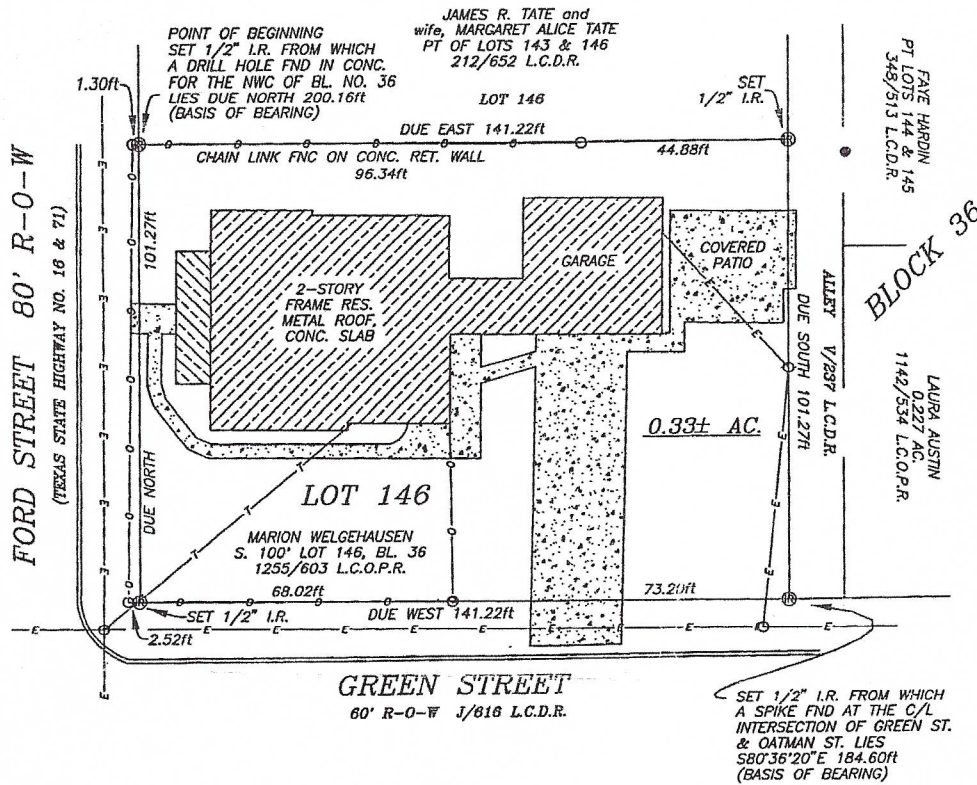 JAMES R. TATE and
wife, MARGARET ALICE TATE
PT OF LOTS 143 & 146
212/652 L.C.D.R.
POINT OF BEGINNING
SET 1/2" I.R. FROM WHICH
A DRILL HOLE FND IN CONC.
FOR THE NWC OF BL. NO. 36
LIES DUE NORTH 200.16ft
(BASIS OF BEARING)
1.30ft
LOT 146
SET
1/2" I.R.
FAYE HARDIN
PT LOTS 144 & 145
348/513 L.C.D.R.
DUE EAST 141.22ft
CHAIN LINK FNC ON CONC. RET. WALL
96.34ft
44.88ft
FORD STREET 80' R-O-W
(TEXAS STATE HIGHWAY NO. 16 & 71)
101.27ft
DUE NORTH
2-STORY
FRAME RES.
METAL ROOF,
CONC. SLAB
GARAGE
COVERED
PATIO
BLOCK 36
ALLEY V/237 L.C.D.R.
DUE SOUTH 101.27ft
LAURA AUSTIN
0.227 AC.
1142/534 L.C.O.P.R.
0.33± AC.
LOT 146
MARION WELGEHAUSEN
S. 100' LOT 146, BL. 36
1255/603 L.C.O.P.R.
68.02ft
73.20ft
SET 1/2" I.R.
DUE WEST 141.22ft
2.52ft
GREEN STREET
60' R-O-W J/616 L.C.D.R.
SET 1/2" I.R. FROM WHICH
A SPIKE FND AT THE C/L
INTERSECTION OF GREEN ST.
& OATMAN ST. LIES
S80°36'20"E 184.60ft
(BASIS OF BEARING)